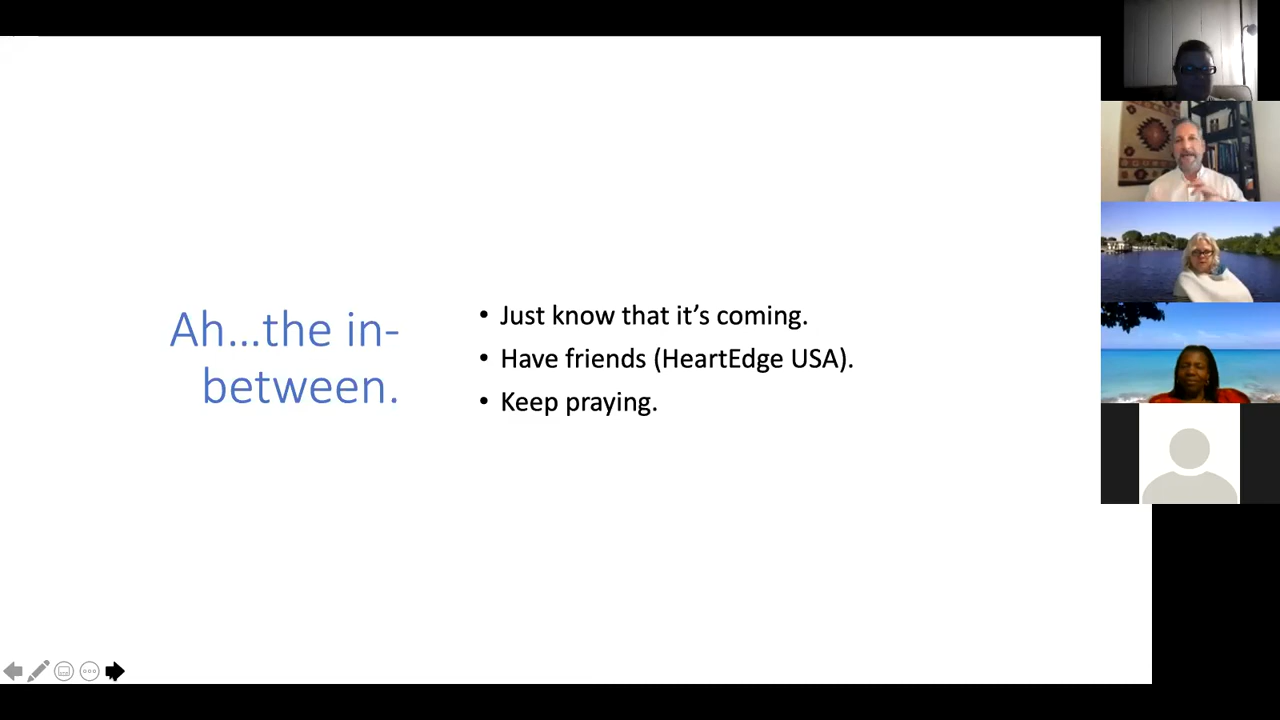 Ah…the in-
between.
• Just know that it’s coming.
• Have friends (HeartEdge USA).
• Keep praying.